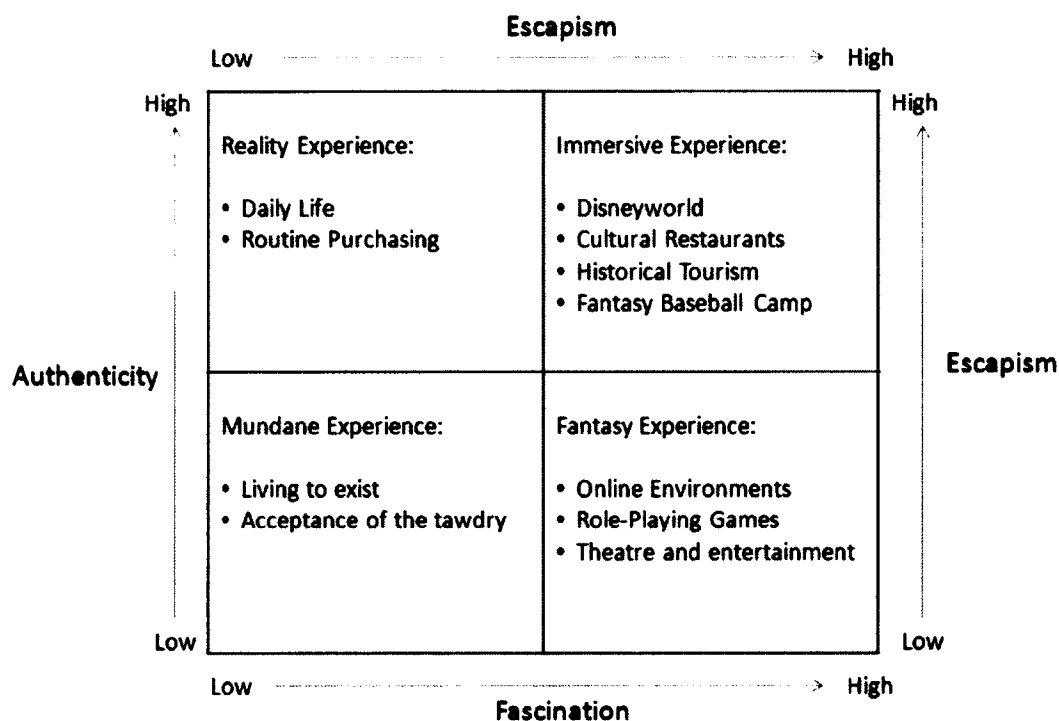 Escapism
Low High
High High
Reality Experience:
• Daily Life
• Routine Purchasing
Immersive Experience:
• Disneyworld
• Cultural Restaurants
• Historical Tourism
• Fantasy Baseball Camp
Authenticity
Escapism
Mundane Experience:
• Living to exist
• Acceptance of the tawdry
Fantasy Experience:
• Online Environments
• Role-Playing Games
• Theatre and entertainment
Low Low
Low High
Fascination